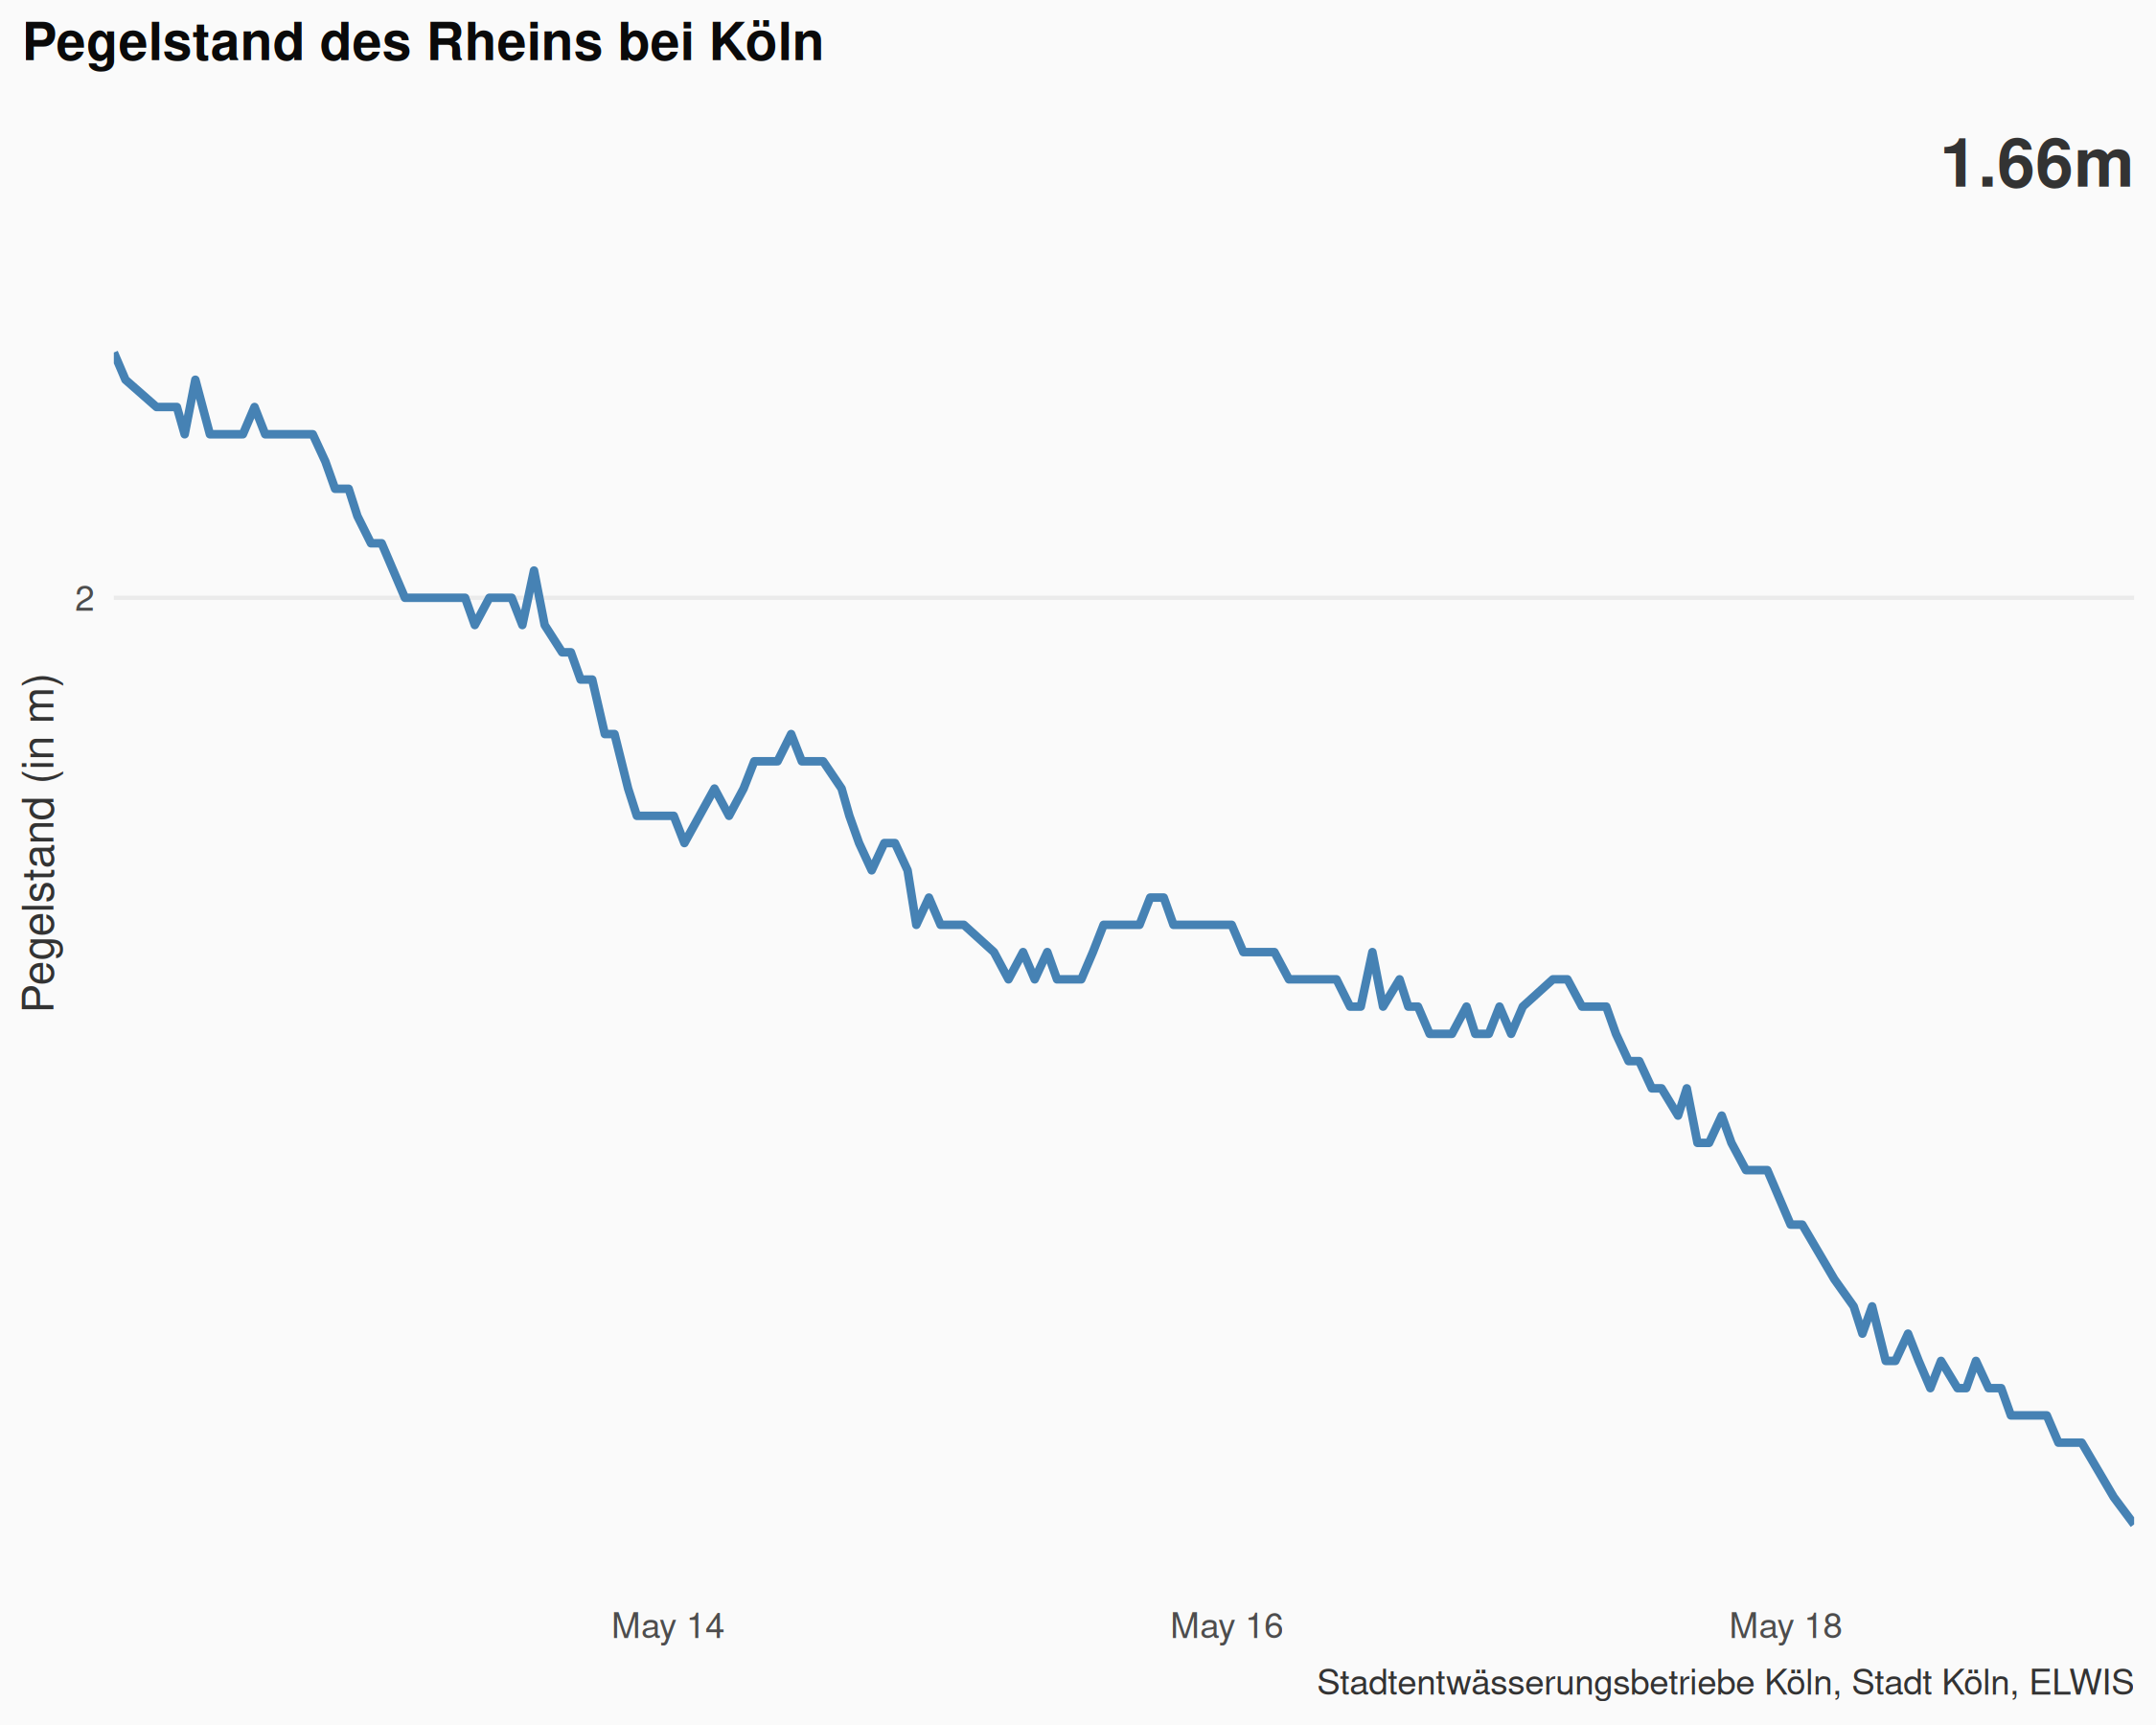 Pegelstand des Rheins bei Köln
1.66m
2
Pegelstand (in m)
May 14
May 16
May 18
Stadtentwässerungsbetriebe Köln, Stadt Köln, ELWIS